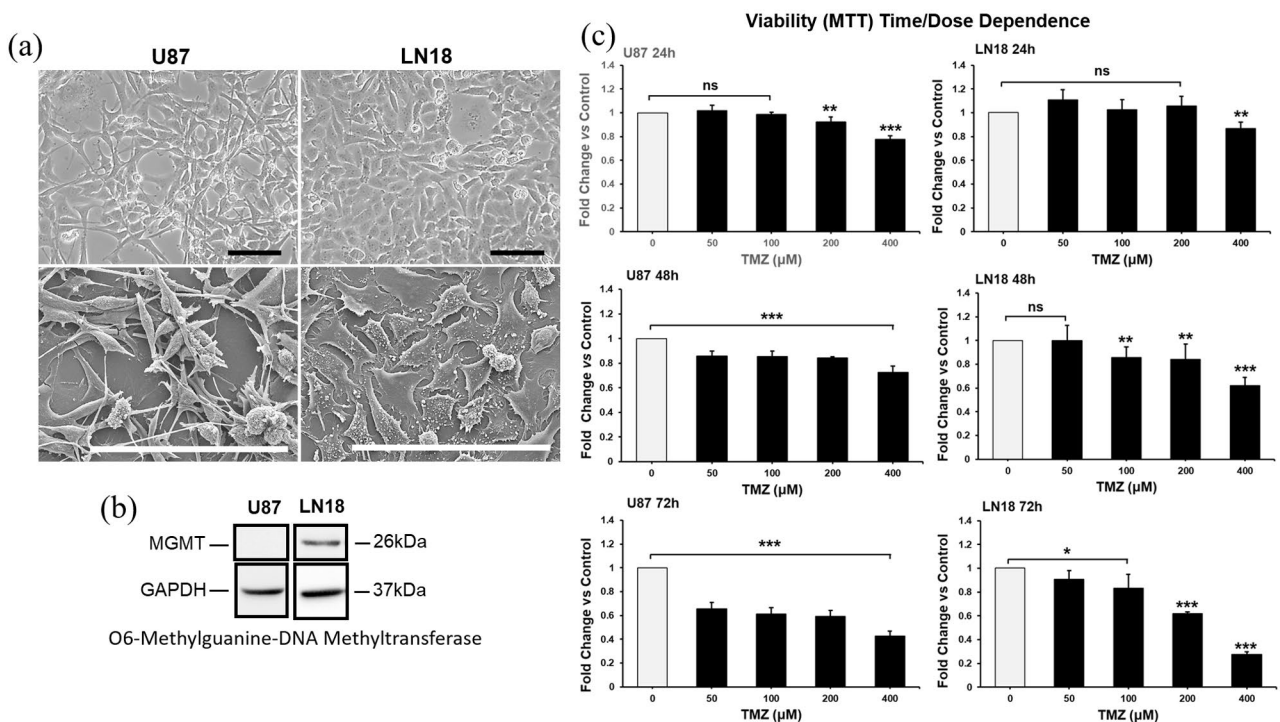 (a)
U87 LN18
(b)
U87 LN18
MGMT 26kDa
GAPDH 37kDa
O6-Methylguanine-DNA Methyltransferase
Viability (MTT) Time/Dose Dependence
(c)
U87 24h
Fold Change vs Control
1.4
1.2
1
0.8
0.6
0.4
0.2
0
ns
**
***
0 50 100 200 400
TMZ (µM)
LN18 24h
Fold Change vs Control
1.4
1.2
1
0.8
0.6
0.4
0.2
0
ns
**
0 50 100 200 400
TMZ (µM)
U87 48h
Fold Change vs Control
1.4
1.2
1
0.8
0.6
0.4
0.2
0
***
0 50 100 200 400
TMZ (µM)
LN18 48h
Fold Change vs Control
1.4
1.2
1
0.8
0.6
0.4
0.2
0
ns
** **
***
0 50 100 200 400
TMZ (µM)
U87 72h
Fold Change vs Control
1.4
1.2
1
0.8
0.6
0.4
0.2
0
***
0 50 100 200 400
TMZ (µM)
LN18 72h
Fold Change vs Control
1.4
1.2
1
0.8
0.6
0.4
0.2
0
*
***
***
0 50 100 200 400
TMZ (µM)